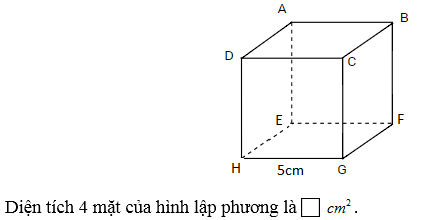 A
B
D
C
E
F
H
5cm
G
Diện tích 4 mặt của hình lập phương là □ cm².